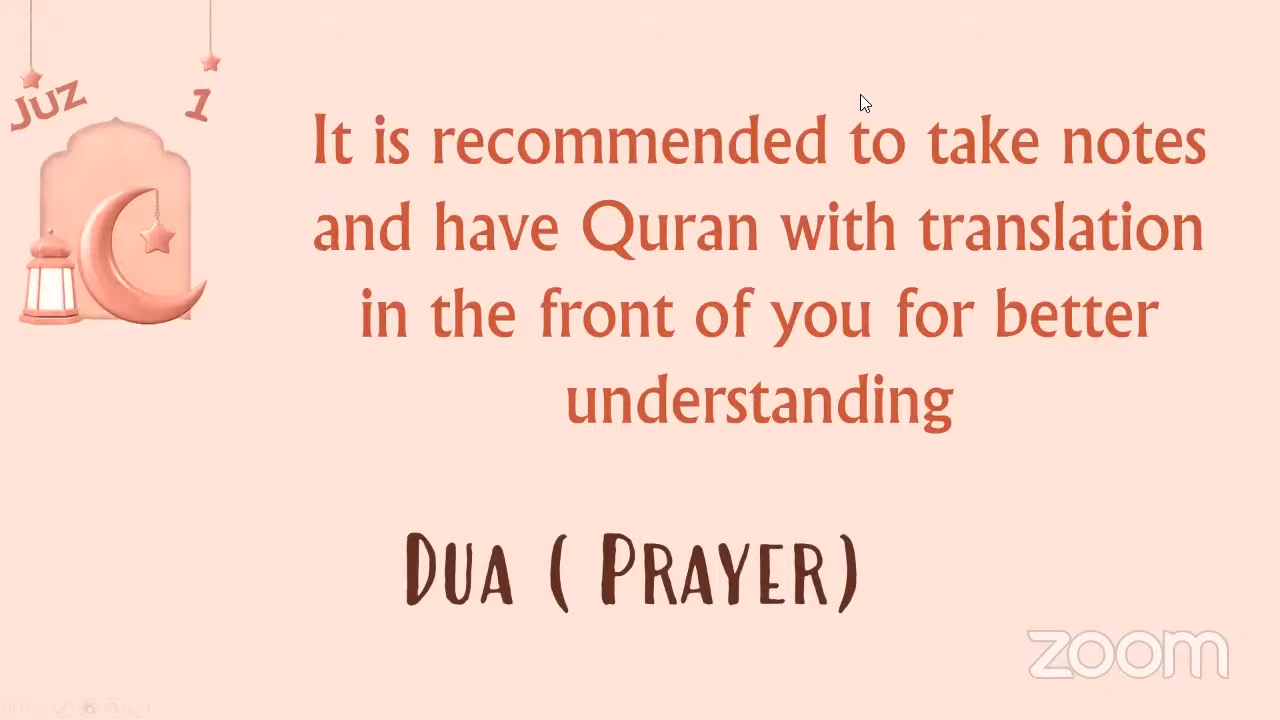 Juz 1
It is recommended to take notes
and have Quran with translation
in the front of you for better
understanding
DUA ( PRAYER)
zoom